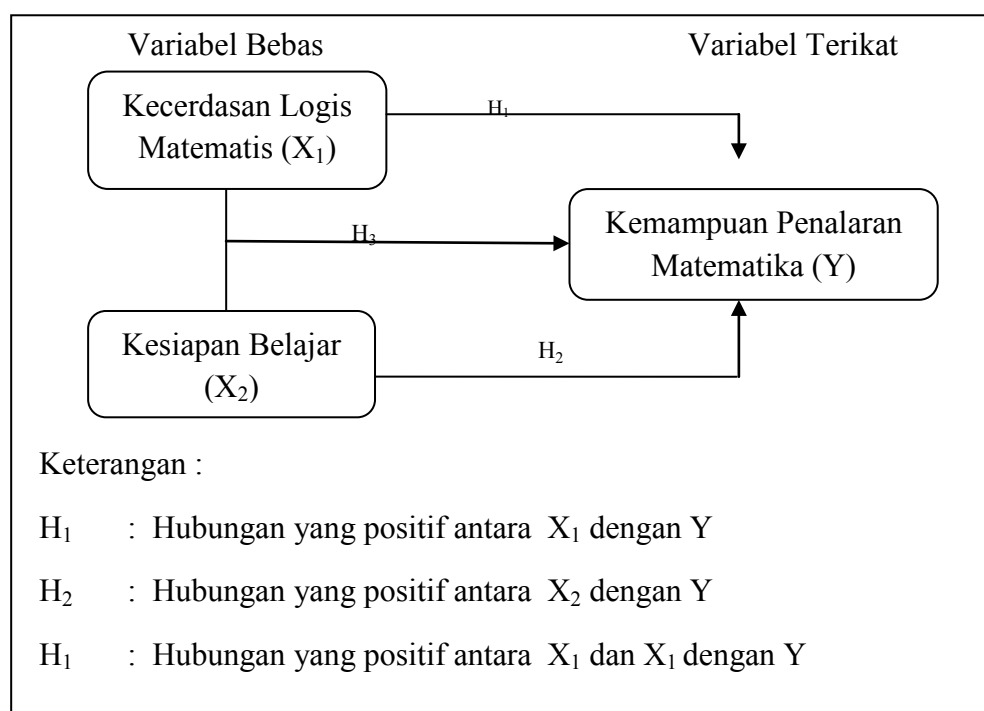 Variabel Bebas
Variabel Terikat
Kecerdasan Logis
Matematis (X₁)
H₁
H₃
Kemampuan Penalaran
Matematika (Y)
Kesiapan Belajar
(X₂)
H₂
Keterangan :
H₁ : Hubungan yang positif antara X₁ dengan Y
H₂ : Hubungan yang positif antara X₂ dengan Y
H₁ : Hubungan yang positif antara X₁ dan X₁ dengan Y